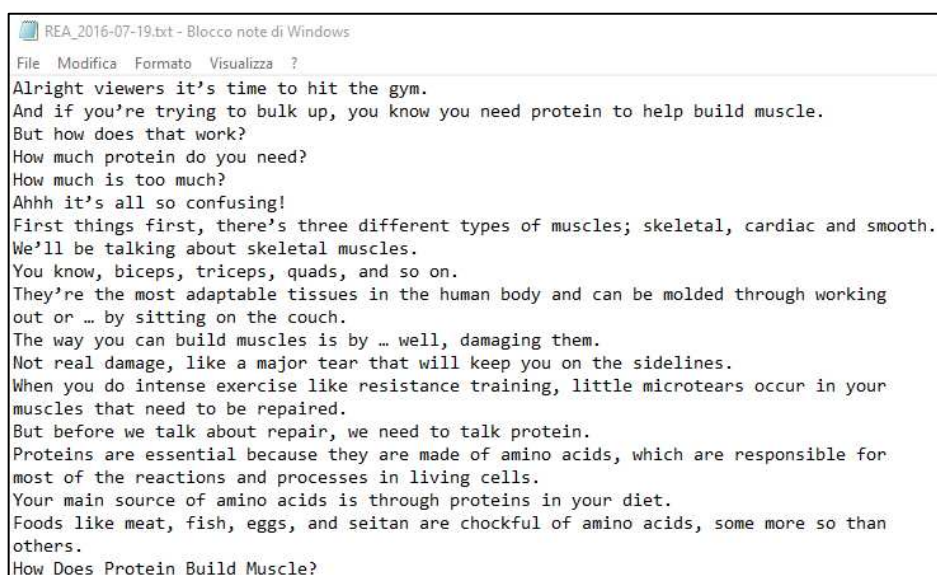 REA_2016-07-19.txt - Blocco note di Windows
File Modifica Formato Visualizza ?
Alright viewers it’s time to hit the gym.
And if you’re trying to bulk up, you know you need protein to help build muscle.
But how does that work?
How much protein do you need?
How much is too much?
Ahhh it’s all so confusing!
First things first, there’s three different types of muscles; skeletal, cardiac and smooth.
We’ll be talking about skeletal muscles.
You know, biceps, triceps, quads, and so on.
They’re the most adaptable tissues in the human body and can be molded through working
out or … by sitting on the couch.
The way you can build muscles is by … well, damaging them.
Not real damage, like a major tear that will keep you on the sidelines.
When you do intense exercise like resistance training, little microtears occur in your
muscles that need to be repaired.
But before we talk about repair, we need to talk protein.
Proteins are essential because they are made of amino acids, which are responsible for
most of the reactions and processes in living cells.
Your main source of amino acids is through proteins in your diet.
Foods like meat, fish, eggs, and seitan are chockful of amino acids, some more so than
others.
How Does Protein Build Muscle?